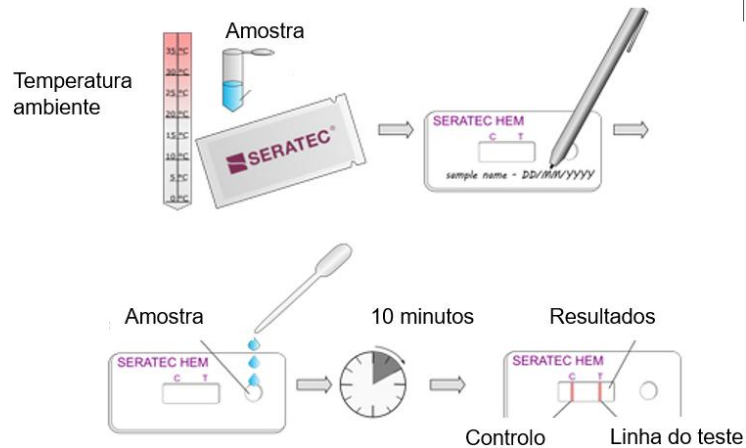 Amostra
Temperatura
ambiente
35 °C
30 °C
25 °C
20 °C
15 °C
10 °C
5 °C
0 °C
SERATEC®
SERATEC HEM
C T
sample name - DD/MM/YYYY
Amostra
10 minutos
Resultados
SERATEC HEM
C T
SERATEC HEM
C T
Controlo
Linha do teste